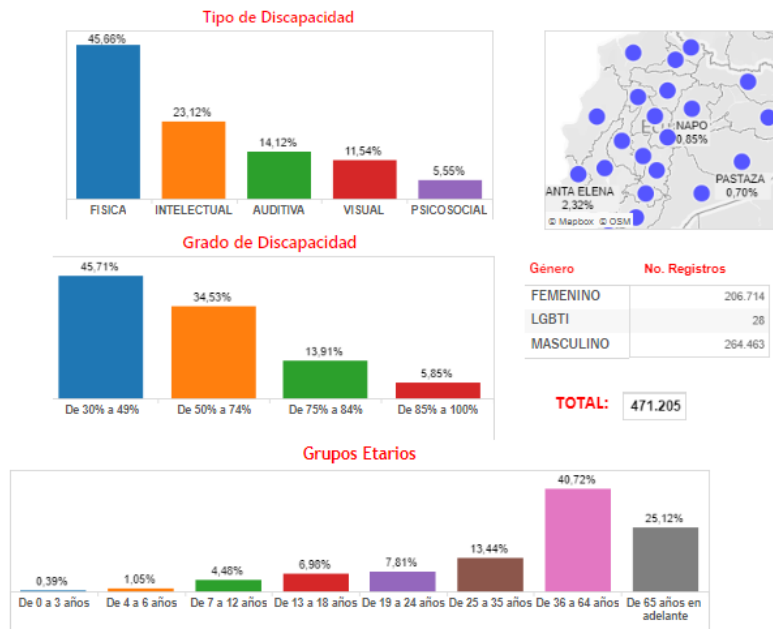 Tipo de Discapacidad
45,66%
23,12%
14,12%
11,54%
5,55%
FISICA INTELECTUAL AUDITIVA VISUAL PSICOSOCIAL
NAPO
0,85%
PASTAZA
0,70%
ANTA ELENA
2,32%
© Mapbox © OSM
Grado de Discapacidad
45,71%
34,53%
13,91%
5,85%
De 30% a 49% De 50% a 74% De 75% a 84% De 85% a 100%
Género No. Registros
FEMENINO 206.714
LGBTI 28
MASCULINO 264.463
TOTAL: 471.205
Grupos Etarios
0,39%
1,05%
4,48%
6,98%
7,81%
13,44%
40,72%
25,12%
De 0 a 3 años De 4 a 6 años De 7 a 12 años De 13 a 18 años De 19 a 24 años De 25 a 35 años De 36 a 64 años De 65 años en
adelante